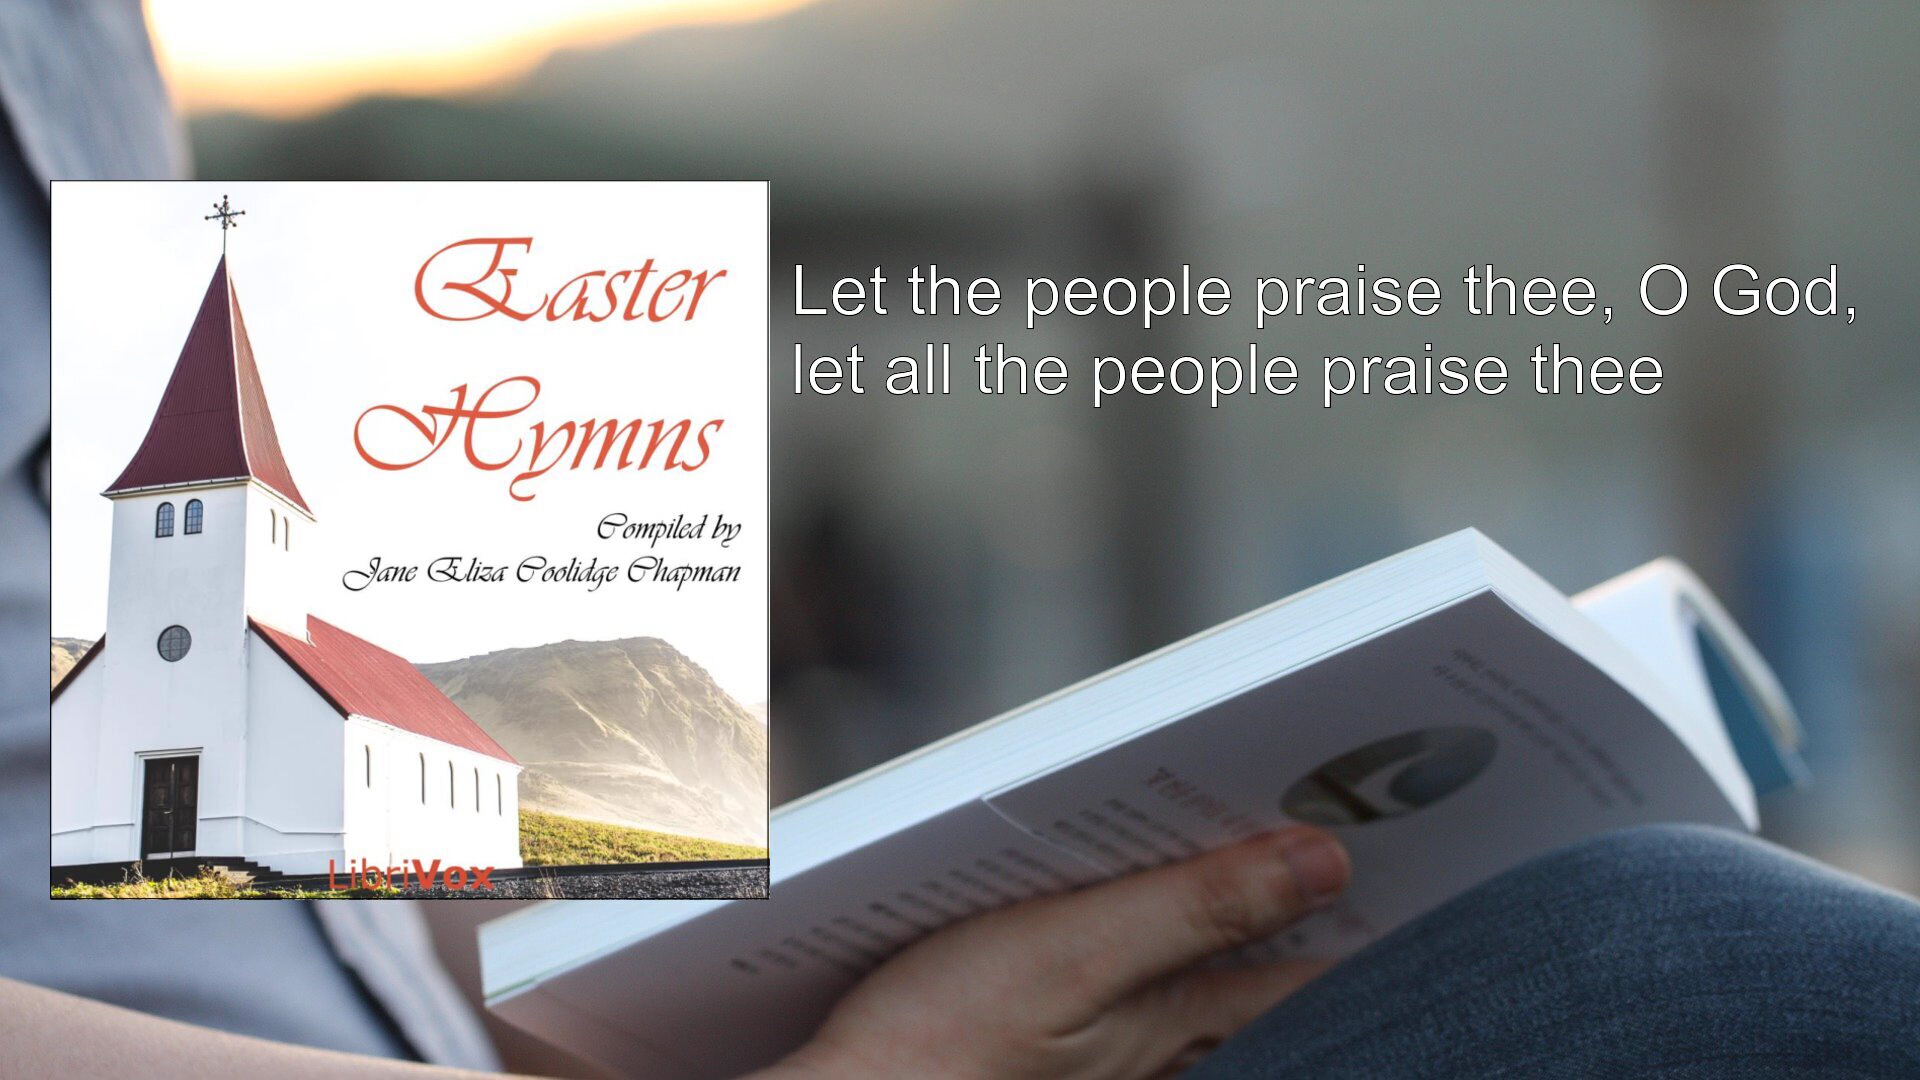 Easter
Hymns
Compiled by
Jane Eliza Coolidge Chapman
LibriVox
Let the people praise thee, O God,
let all the people praise thee